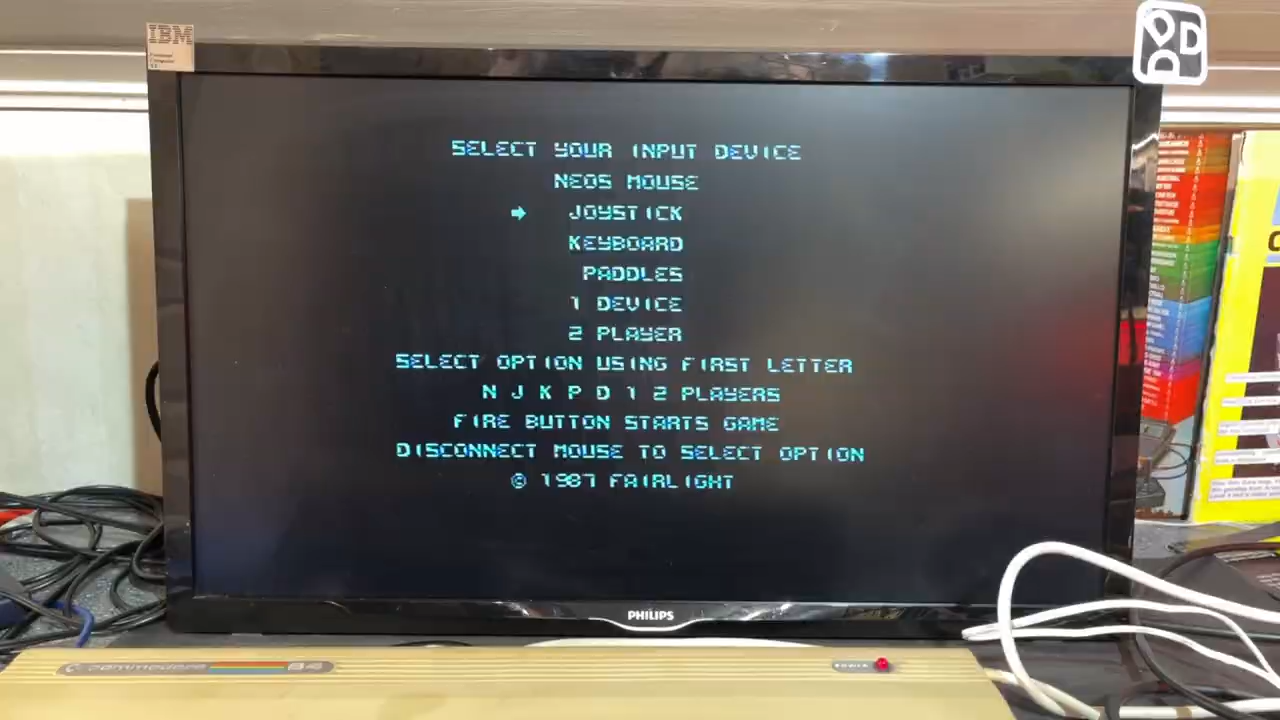 IBM
SELECT YOUR INPUT DEVICE
NEOS MOUSE
JOYSTICK
KEYBOARD
PADDLES
1 DEVICE
2 PLAYER
SELECT OPTION USING FIRST LETTER
N J K P D 1 2 PLAYERS
FIRE BUTTON STARTS GAME
DISCONNECT MOUSE TO SELECT OPTION
© 1987 FAIRLIGHT
PHILIPS
commodore 64
POWER